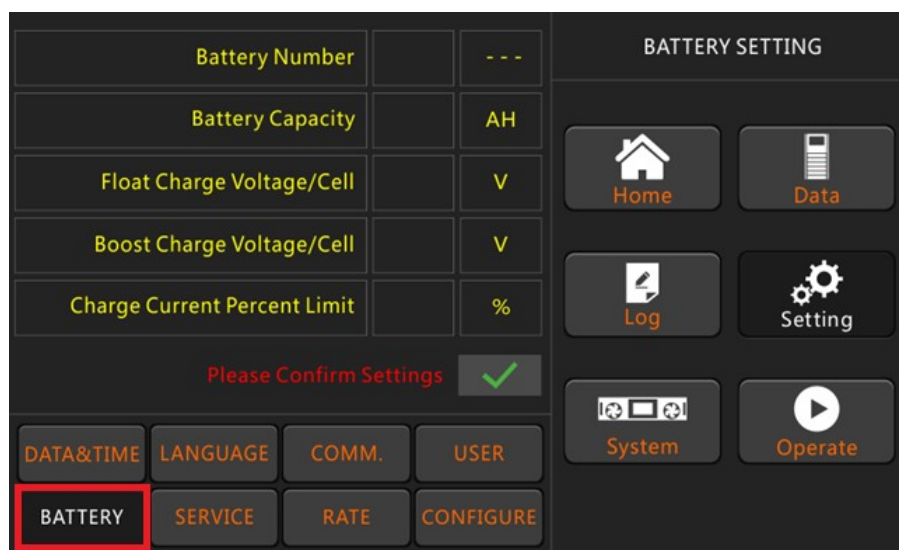 Battery Number - - -
Battery Capacity AH
Float Charge Voltage/Cell V
Boost Charge Voltage/Cell V
Charge Current Percent Limit %
Please Confirm Settings
DATA&TIME LANGUAGE COMM. USER
BATTERY SERVICE RATE CONFIGURE
BATTERY SETTING
Home Data
Log Setting
System Operate